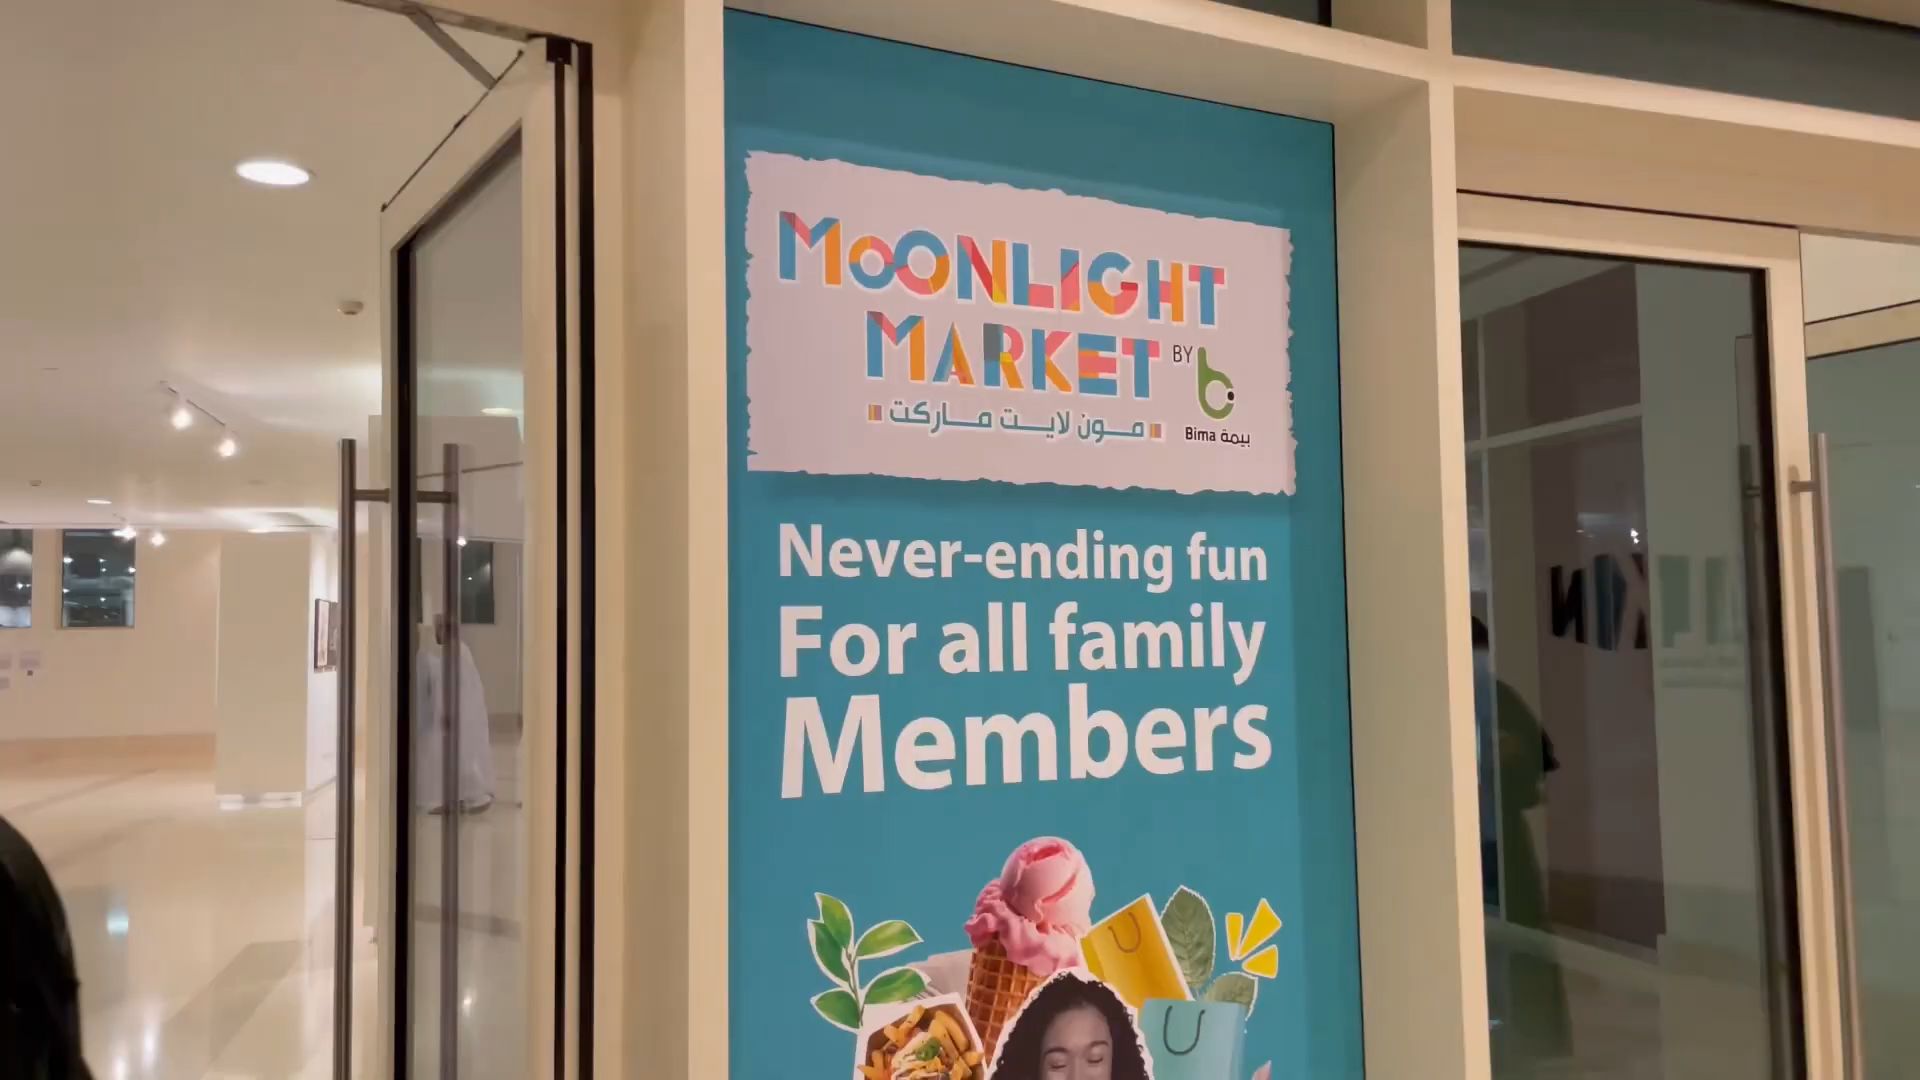 MOONLIGHT
MARKET BY
مون لايت ماركت
Bima بيمة
Never-ending fun
For all family
Members